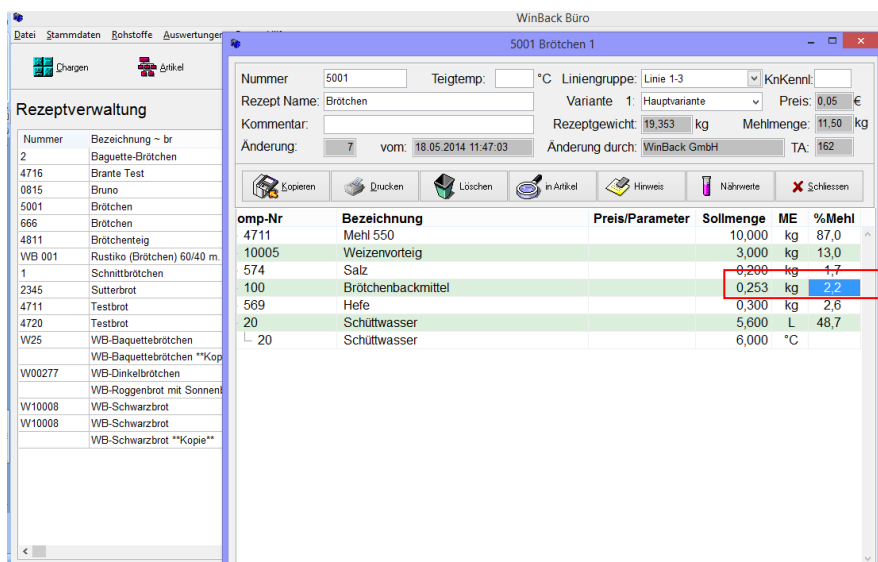 WinBack Büro
Datei Stammdaten Rohstoffe Auswertungen
Chargen Artikel
Rezeptverwaltung
Nummer Bezeichnung ~ br
2 Baguette-Brötchen
4716 Brante Test
0815 Bruno
5001 Brötchen
666 Brötchen
4811 Brötchenteig
WB 001 Rustiko (Brötchen) 60/40 m.
1 Schnittbrötchen
2345 Sutterbrot
4711 Testbrot
4720 Testbrot
W25 WB-Baquettebrötchen
WB-Baquettebrötchen **Kop
W00277 WB-Dinkelbrötchen
WB-Roggenbrot mit Sonnen
W10008 WB-Schwarzbrot
W10008 WB-Schwarzbrot
WB-Schwarzbrot **Kopie**
5001 Brötchen 1
Nummer 5001 Teigtemp: °C Liniengruppe: Linie 1-3 KnKennl:
Rezept Name: Brötchen Variante 1: Hauptvariante Preis: 0,05 €
Kommentar: Rezeptgewicht: 19,353 kg Mehlmenge: 11,50 kg
Änderung: 7 vom: 18.05.2014 11:47:03 Änderung durch: WinBack GmbH TA: 162
Kopieren Drucken Löschen in Artikel Hinweis Nährwerte Schliessen
omp-Nr Bezeichnung Preis/Parameter Sollmenge ME %Mehl
4711 Mehl 550 10,000 kg 87,0
10005 Weizenvorteig 3,000 kg 13,0
574 Salz 0,200 kg 1,7
100 Brötchenbackmittel 0,253 kg 2,2
569 Hefe 0,300 kg 2,6
20 Schüttwasser 5,600 L 48,7
20 Schüttwasser 6,000 °C